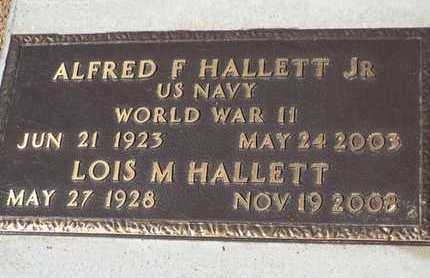 ALFRED F HALLETT JR
US NAVY
WORLD WAR II
JUN 21 1923 MAY 24 2003
LOIS M HALLETT
MAY 27 1928 NOV 19